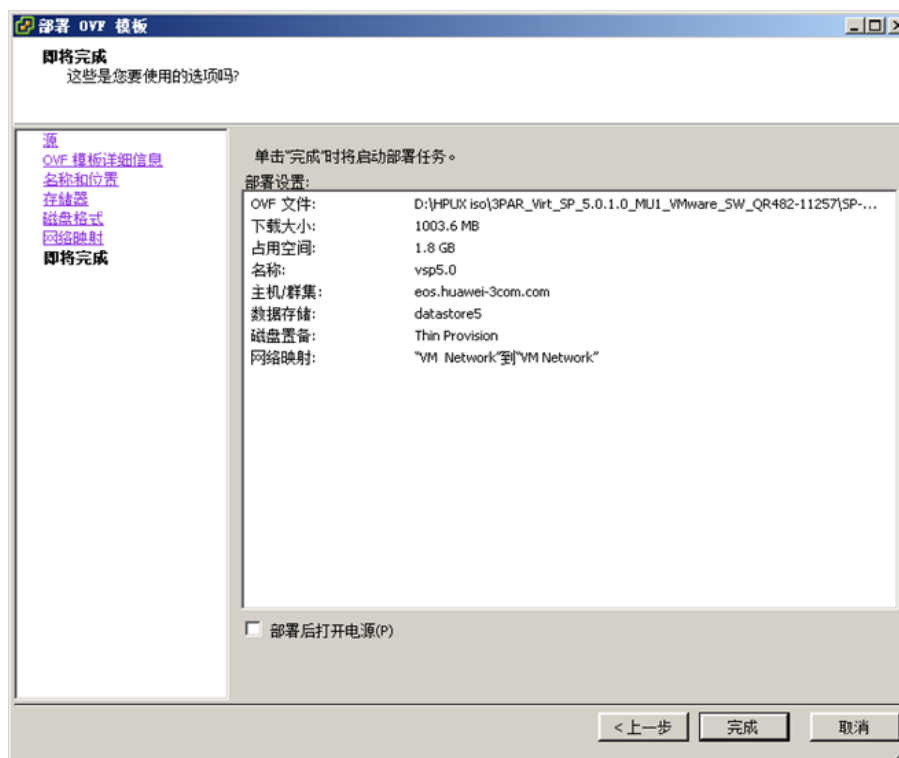 部署 OVF 模板
即将完成
这些是您要使用的选项吗?
源
OVF 模板详细信息
名称和位置
存储器
磁盘格式
网络映射
即将完成
单击"完成"时将启动部署任务。
部署设置:
OVF 文件: D:\HPUX iso\3PAR_Virt_SP_5.0.1.0_MU1_VMware_SW_QR482-11257\SP-...
下载大小: 1003.6 MB
占用空间: 1.8 GB
名称: vsp5.0
主机/群集: eos.huawei-3com.com
数据存储: datastore5
磁盘置备: Thin Provision
网络映射: "VM Network"到"VM Network"
部署后打开电源(P)
<上一步 完成 取消